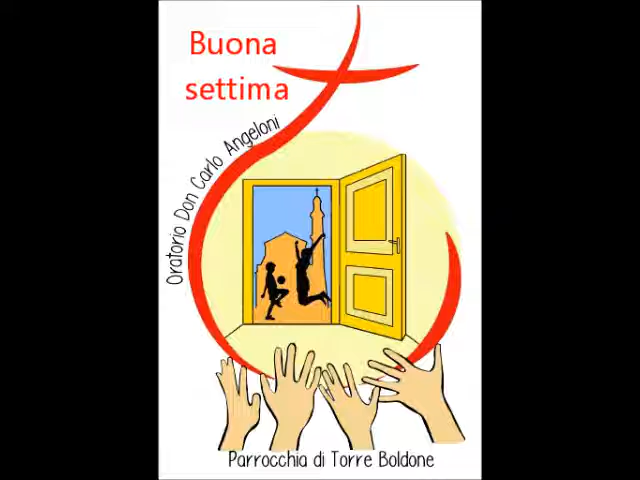 Buona
settima
Oratorio Don Carlo Angeloni
Parrocchia di Torre Boldone